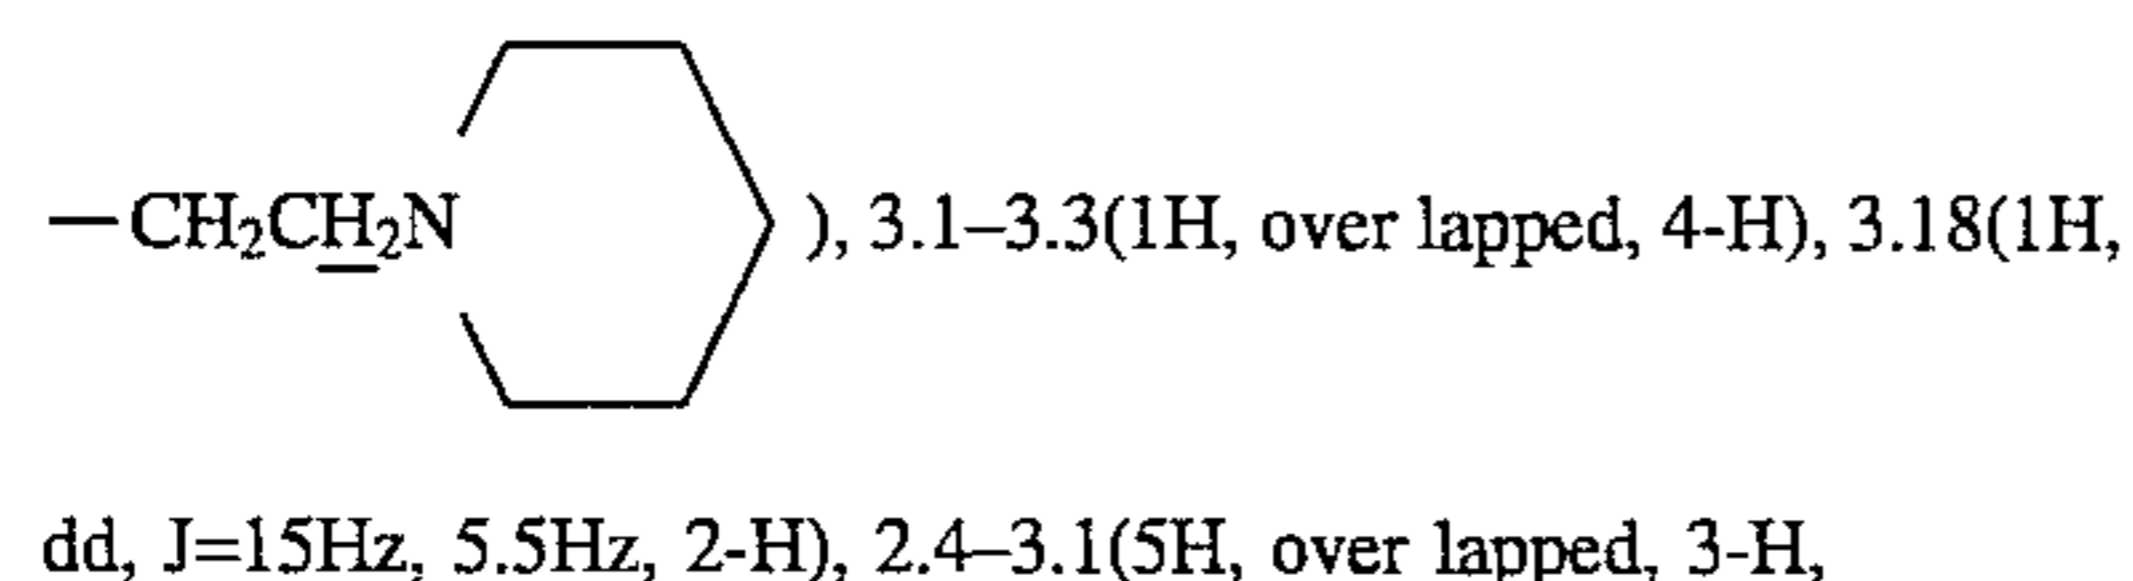 —CH₂CH₂N ), 3.1–3.3(1H, over lapped, 4-H), 3.18(1H,
dd, J=15Hz, 5.5Hz, 2-H), 2.4–3.1(5H, over lapped, 3-H,